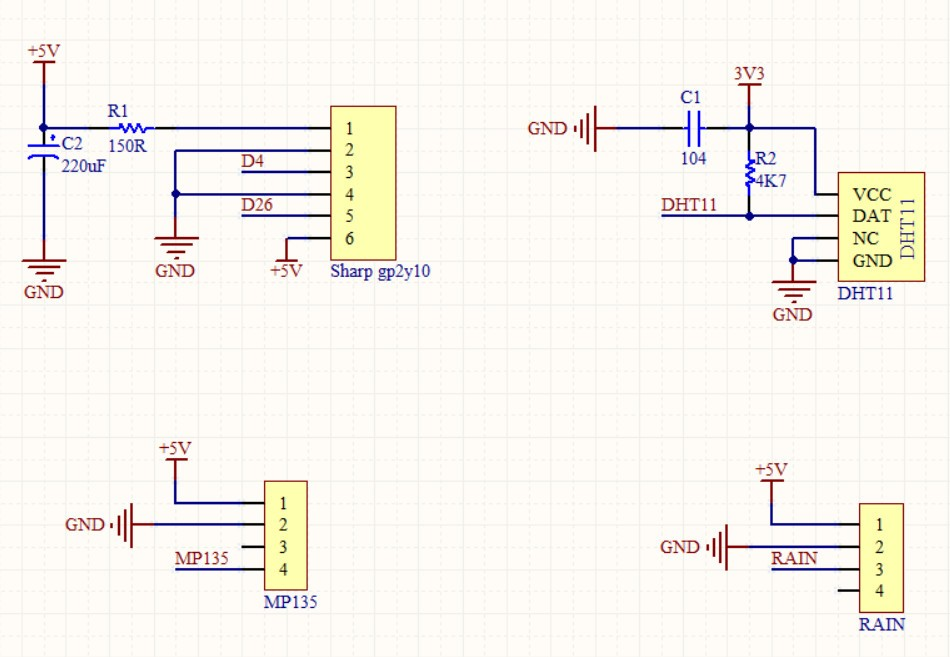 +5V
R1
150R
C2
220uF
GND
D4
D26
GND
+5V
1
2
3
4
5
6
Sharp gp2y10
3V3
C1
GND
104
R2
4K7
DHT11
VCC
DAT
NC
GND
DHT11
DHT11
GND
+5V
GND
MP135
1
2
3
4
MP135
+5V
GND
RAIN
1
2
3
4
RAIN